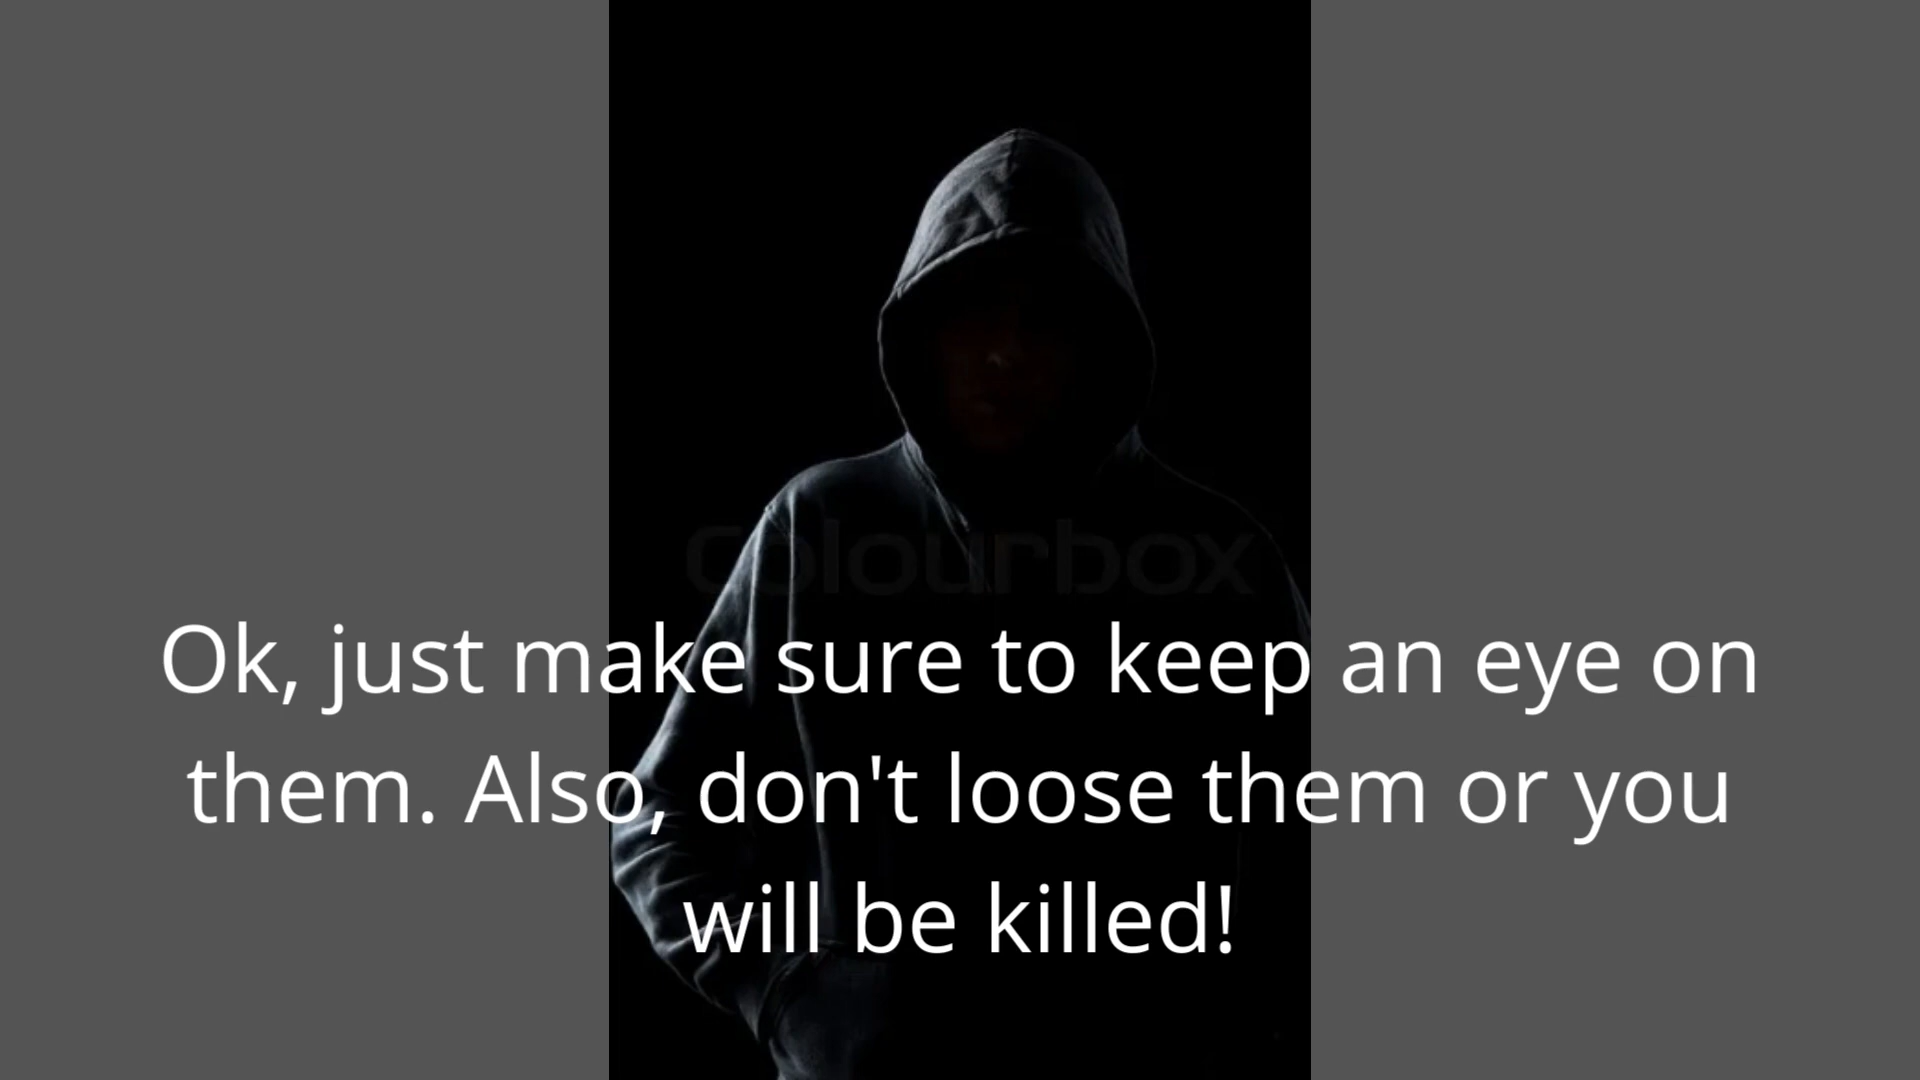 colourbox
Ok, just make sure to keep an eye on
them. Also, don't loose them or you
will be killed!